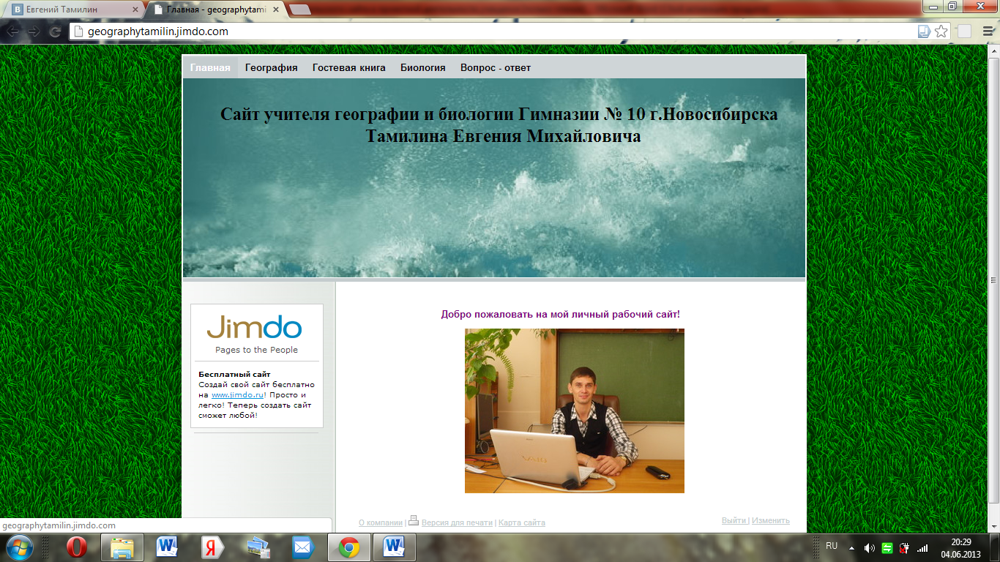 Евгений Тамилин
Главная - geographytami
geographytamilin.jimdo.com
Главная География Гостевая книга Биология Вопрос - ответ
Сайт учителя географии и биологии Гимназии № 10 г.Новосибирска
Тамилина Евгения Михайловича
Jimdo
Pages to the People
Бесплатный сайт
Создай свой сайт бесплатно
на www.jimdo.ru! Просто и
легко! Теперь создать сайт
сможет любой!
Добро пожаловать на мой личный рабочий сайт!
VAIO
О компании | Версия для печати | Карта сайта
Выйти | Изменить
geographytamilin.jimdo.com
RU
20:29
04.06.2013